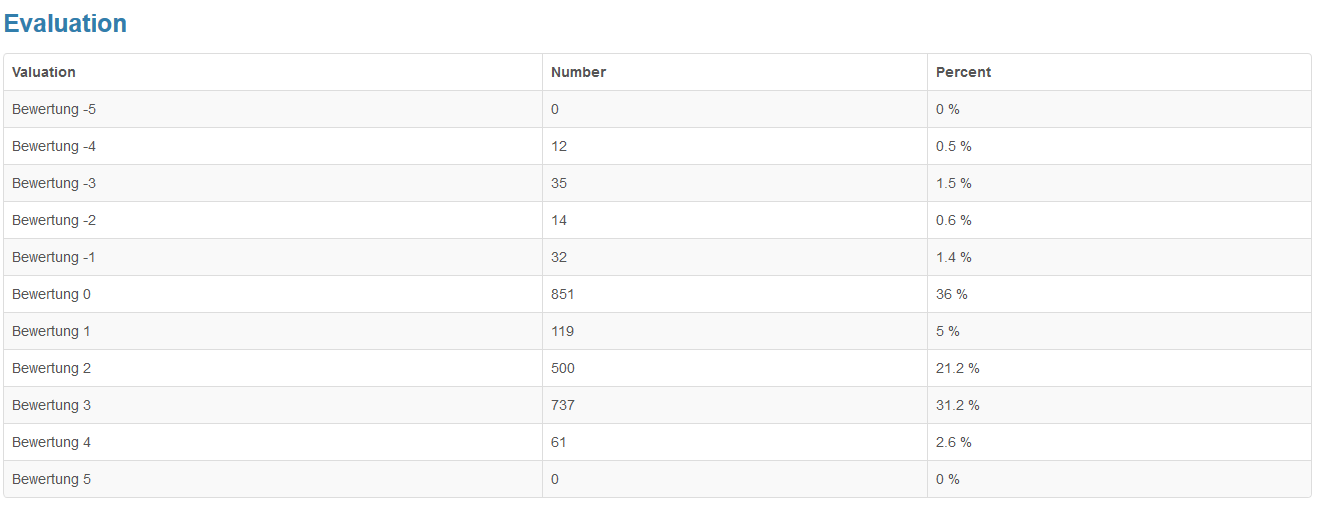 Evaluation
Valuation Number Percent
Bewertung -5 0 0 %
Bewertung -4 12 0.5 %
Bewertung -3 35 1.5 %
Bewertung -2 14 0.6 %
Bewertung -1 32 1.4 %
Bewertung 0 851 36 %
Bewertung 1 119 5 %
Bewertung 2 500 21.2 %
Bewertung 3 737 31.2 %
Bewertung 4 61 2.6 %
Bewertung 5 0 0 %